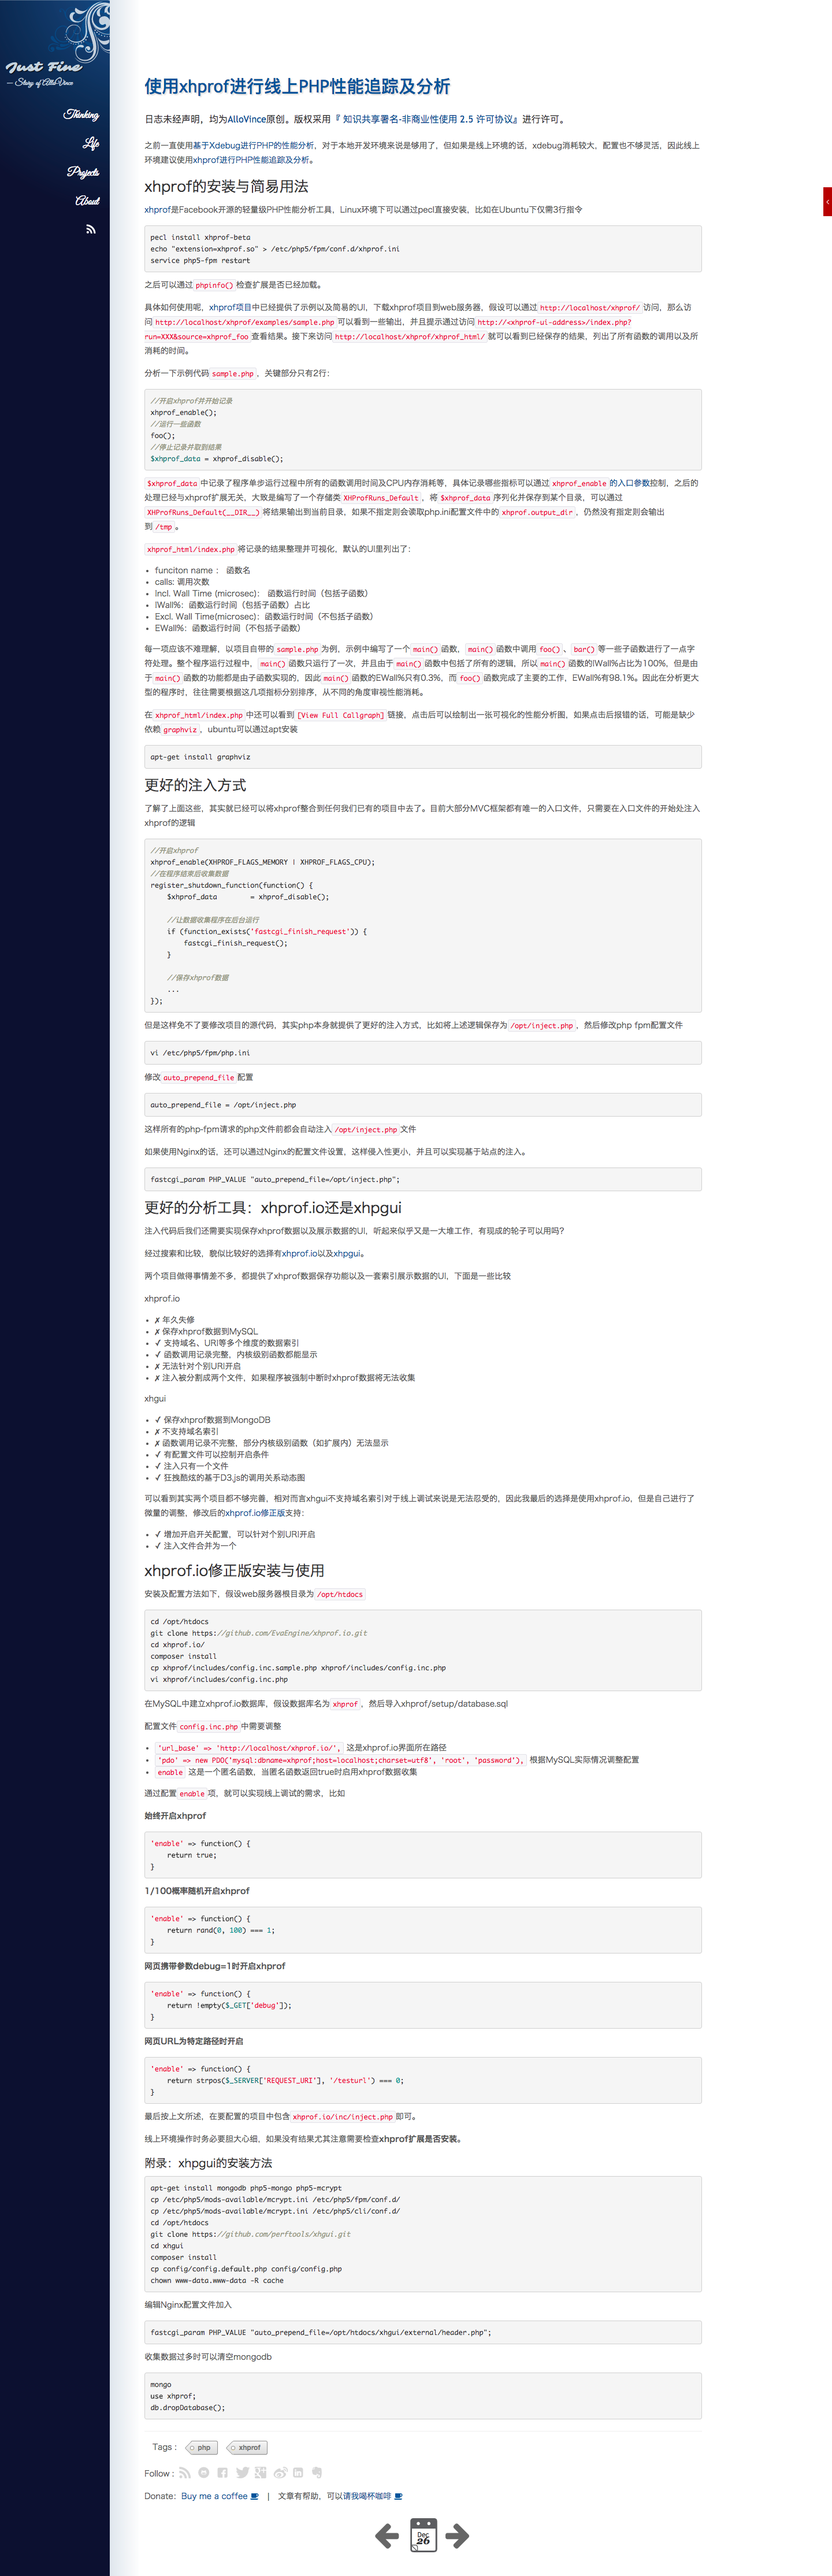 Just Fine
— Story of AlloVince
Thinking
Life
Projects
About
使用xhprof进行线上PHP性能追踪及分析
日志未经声明，均为AlloVince原创。版权采用『 知识共享署名-非商业性使用 2.5 许可协议』进行许可。
之前一直使用基于Xdebug进行PHP的性能分析，对于本地开发环境来说是够用了，但如果是线上环境的话，xdebug消耗较大，配置也不够灵活，因此线上
环境建议使用xhprof进行PHP性能追踪及分析。
xhprof的安装与简易用法
xhprof是Facebook开源的轻量级PHP性能分析工具，Linux环境下可以通过pecl直接安装，比如在Ubuntu下仅需3行指令
pecl install xhprof-beta
echo "extension=xhprof.so" > /etc/php5/fpm/conf.d/xhprof.ini
service php5-fpm restart
之后可以通过 phpinfo() 检查扩展是否已经加载。
具体如何使用呢，xhprof项目中已经提供了示例以及简易的UI，下载xhprof项目到web服务器，假设可以通过 http://localhost/xhprof/ 访问，那么访
问 http://localhost/xhprof/examples/sample.php 可以看到一些输出，并且提示通过访问 http://<xhprof-ui-address>/index.php?
run=XXX&source=xhprof_foo 查看结果。接下来访问 http://localhost/xhprof/xhprof_html/ 就可以看到已经保存的结果，列出了所有函数的调用以及所
消耗的时间。
分析一下示例代码 sample.php ，关键部分只有2行：
//开启xhprof并开始记录
xhprof_enable();
//运行一些函数
foo();
//停止记录并取到结果
$xhprof_data = xhprof_disable();
$xhprof_data 中记录了程序单步运行过程中所有的函数调用时间及CPU内存消耗等，具体记录哪些指标可以通过 xhprof_enable 的入口参数控制，之后的
处理已经与xhprof扩展无关，大致是编写了一个存储类 XHProfRuns_Default ，将 $xhprof_data 序列化并保存到某个目录，可以通过
XHProfRuns_Default(__DIR__) 将结果输出到当前目录，如果不指定则会读取php.ini配置文件中的 xhprof.output_dir ，仍然没有指定则会输出
到 /tmp 。
xhprof_html/index.php 将记录的结果整理并可视化，默认的UI里列出了：
• funciton name ： 函数名
• calls: 调用次数
• Incl. Wall Time (microsec)： 函数运行时间（包括子函数）
• IWall%：函数运行时间（包括子函数）占比
• Excl. Wall Time(microsec)：函数运行时间（不包括子函数）
• EWall%：函数运行时间（不包括子函数）
每一项应该不难理解，以项目自带的 sample.php 为例，示例中编写了一个 main() 函数， main() 函数中调用 foo() 、 bar() 等一些子函数进行了一点字
符处理。整个程序运行过程中， main() 函数只运行了一次，并且由于 main() 函数中包括了所有的逻辑，所以 main() 函数的IWall%占比为100%，但是由
于 main() 函数的功能都是由子函数实现的，因此 main() 函数的EWall%只有0.3%，而 foo() 函数完成了主要的工作，EWall%有98.1%。因此在分析更大
型的程序时，往往需要根据这几项指标分别排序，从不同的角度审视性能消耗。
在 xhprof_html/index.php 中还可以看到 [View Full Callgraph] 链接，点击后可以绘制出一张可视化的性能分析图，如果点击后报错的话，可能是缺少
依赖 graphviz ，ubuntu可以通过apt安装
apt-get install graphviz
更好的注入方式
了解了上面这些，其实就已经可以将xhprof整合到任何我们已有的项目中去了。目前大部分MVC框架都有唯一的入口文件，只需要在入口文件的开始处注入
xhprof的逻辑
//开启xhprof
xhprof_enable(XHPROF_FLAGS_MEMORY | XHPROF_FLAGS_CPU);
//在程序结束后收集数据
register_shutdown_function(function() {
$xhprof_data        = xhprof_disable();
//让数据收集程序在后台运行
if (function_exists('fastcgi_finish_request')) {
fastcgi_finish_request();
}
//保存xhprof数据
...
});
但是这样免不了要修改项目的源代码，其实php本身就提供了更好的注入方式，比如将上述逻辑保存为 /opt/inject.php ，然后修改php fpm配置文件
vi /etc/php5/fpm/php.ini
修改 auto_prepend_file 配置
auto_prepend_file = /opt/inject.php
这样所有的php-fpm请求的php文件前都会自动注入 /opt/inject.php 文件
如果使用Nginx的话，还可以通过Nginx的配置文件设置，这样侵入性更小，并且可以实现基于站点的注入。
fastcgi_param PHP_VALUE "auto_prepend_file=/opt/inject.php";
更好的分析工具：xhprof.io还是xhpgui
注入代码后我们还需要实现保存xhprof数据以及展示数据的UI，听起来似乎又是一大堆工作，有现成的轮子可以用吗？
经过搜索和比较，貌似比较好的选择有xhprof.io以及xhpgui。
两个项目做得事情差不多，都提供了xhprof数据保存功能以及一套索引展示数据的UI，下面是一些比较
xhprof.io
• ✗ 年久失修
• ✗ 保存xhprof数据到MySQL
• ✓ 支持域名、URI等多个维度的数据索引
• ✓ 函数调用记录完整，内核级别函数都能显示
• ✗ 无法针对个别URI开启
• ✗ 注入被分割成两个文件，如果程序被强制中断时xhprof数据将无法收集
xhgui
• ✓ 保存xhprof数据到MongoDB
• ✗ 不支持域名索引
• ✗ 函数调用记录不完整，部分内核级别函数（如扩展内）无法显示
• ✓ 有配置文件可以控制开启条件
• ✓ 注入只有一个文件
• ✓ 狂拽酷炫的基于D3.js的调用关系动态图
可以看到其实两个项目都不够完善，相对而言xhgui不支持域名索引对于线上调试来说是无法忍受的，因此我最后的选择是使用xhprof.io，但是自己进行了
微量的调整，修改后的xhprof.io修正版支持：
• ✓ 增加开启开关配置，可以针对个别URI开启
• ✓ 注入文件合并为一个
xhprof.io修正版安装与使用
安装及配置方法如下，假设web服务器根目录为 /opt/htdocs
cd /opt/htdocs
git clone https://github.com/EvaEngine/xhprof.io.git
cd xhprof.io/
composer install
cp xhprof/includes/config.inc.sample.php xhprof/includes/config.inc.php
vi xhprof/includes/config.inc.php
在MySQL中建立xhprof.io数据库，假设数据库名为 xhprof ，然后导入xhprof/setup/database.sql
配置文件 config.inc.php 中需要调整
• 'url_base' => 'http://localhost/xhprof.io/', 这是xhprof.io界面所在路径
• 'pdo' => new PDO('mysql:dbname=xhprof;host=localhost;charset=utf8', 'root', 'password'), 根据MySQL实际情况调整配置
• enable 这是一个匿名函数，当匿名函数返回true时启用xhprof数据收集
通过配置 enable 项，就可以实现线上调试的需求，比如
始终开启xhprof
'enable' => function() {
return true;
}
1/100概率随机开启xhprof
'enable' => function() {
return rand(0, 100) === 1;
}
网页携带参数debug=1时开启xhprof
'enable' => function() {
return !empty($_GET['debug']);
}
网页URL为特定路径时开启
'enable' => function() {
return strpos($_SERVER['REQUEST_URI'], '/testurl') === 0;
}
最后按上文所述，在要配置的项目中包含 xhprof.io/inc/inject.php 即可。
线上环境操作时务必要胆大心细，如果没有结果尤其注意需要检查xhprof扩展是否安装。
附录：xhpgui的安装方法
apt-get install mongodb php5-mongo php5-mcrypt
cp /etc/php5/mods-available/mcrypt.ini /etc/php5/fpm/conf.d/
cp /etc/php5/mods-available/mcrypt.ini /etc/php5/cli/conf.d/
cd /opt/htdocs
git clone https://github.com/perftools/xhgui.git
cd xhgui
composer install
cp config/config.default.php config/config.php
chown www-data.www-data -R cache
编辑Nginx配置文件加入
fastcgi_param PHP_VALUE "auto_prepend_file=/opt/htdocs/xhgui/external/header.php";
收集数据过多时可以清空mongodb
mongo
use xhprof;
db.dropDatabase();
Tags : php xhprof
Follow :
Donate: Buy me a coffee | 文章有帮助，可以请我喝杯咖啡
Dec
26